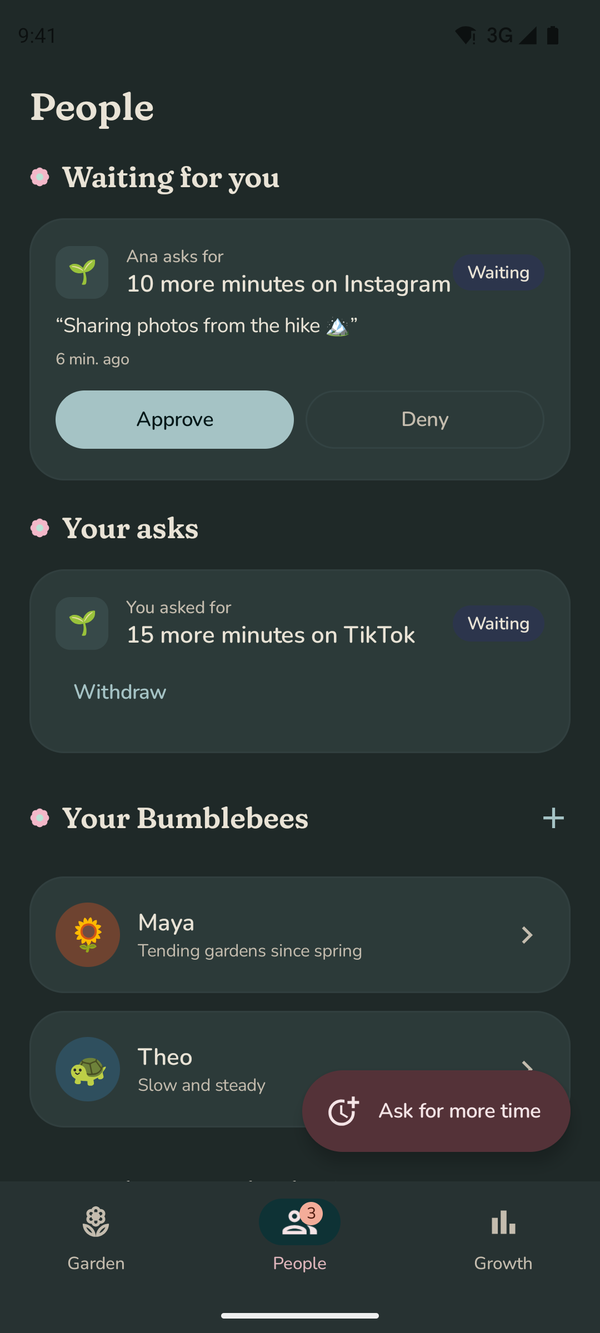 9:41
3G
People
Waiting for you
Ana asks for
10 more minutes on Instagram
Waiting
“Sharing photos from the hike 🏔️”
6 min. ago
Approve
Deny
Your asks
You asked for
15 more minutes on TikTok
Waiting
Withdraw
Your Bumblebees
Maya
Tending gardens since spring
Theo
Slow and steady
Ask for more time
3
Garden
People
Growth